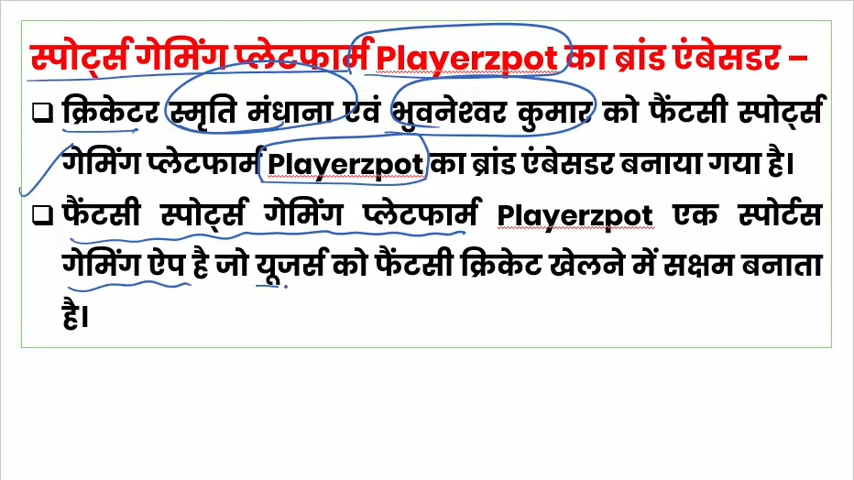 स्पोर्ट्स गेमिंग प्लेटफार्म Playerzpot का ब्रांड एंबेसडर –
❑ क्रिकेटर स्मृति मंधाना एवं भुवनेश्वर कुमार को फैंटसी स्पोर्ट्स
गेमिंग प्लेटफार्म Playerzpot का ब्रांड एंबेसडर बनाया गया है।
❑ फैंटसी स्पोर्ट्स गेमिंग प्लेटफार्म Playerzpot एक स्पोर्टस
गेमिंग ऐप है जो यूजर्स को फैंटसी क्रिकेट खेलने में सक्षम बनाता
है।